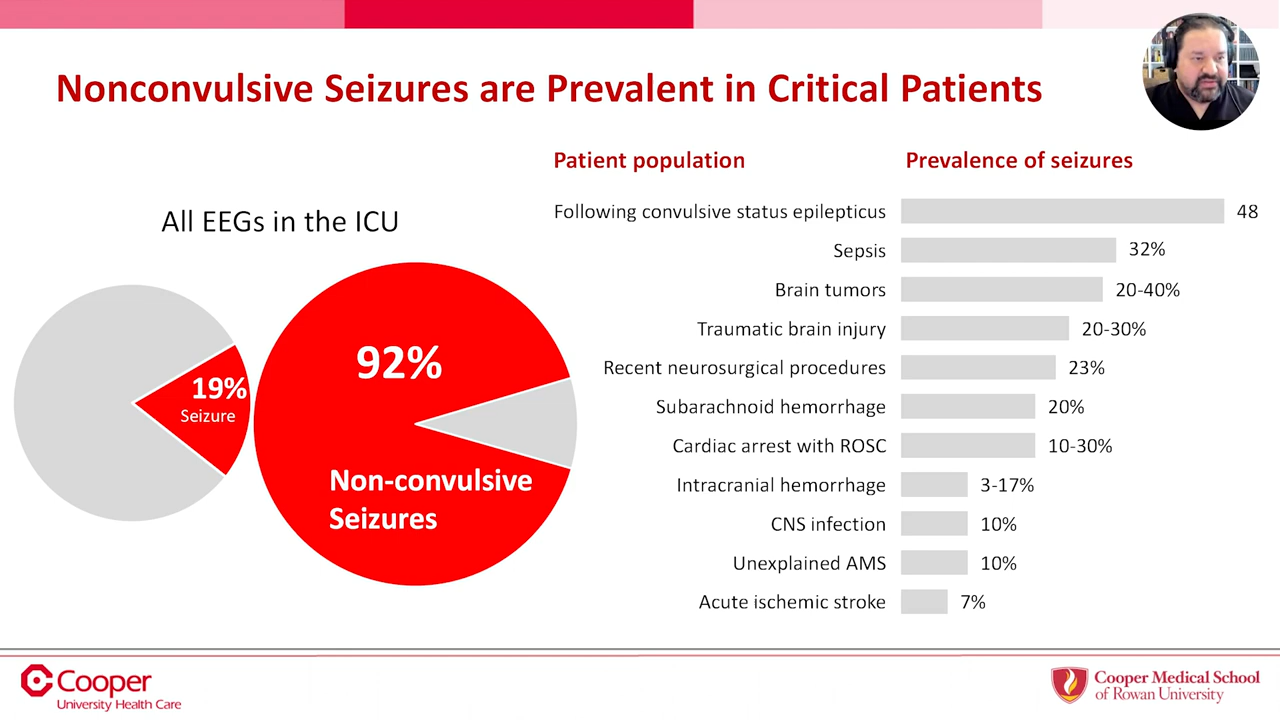 Nonconvulsive Seizures are Prevalent in Critical Patients
All EEGs in the ICU
19%
Seizure
92%
Non-convulsive
Seizures
Patient population Prevalence of seizures
Following convulsive status epilepticus 48
Sepsis 32%
Brain tumors 20-40%
Traumatic brain injury 20-30%
Recent neurosurgical procedures 23%
Subarachnoid hemorrhage 20%
Cardiac arrest with ROSC 10-30%
Intracranial hemorrhage 3-17%
CNS infection 10%
Unexplained AMS 10%
Acute ischemic stroke 7%
Cooper
University Health Care
Cooper Medical School
of Rowan University